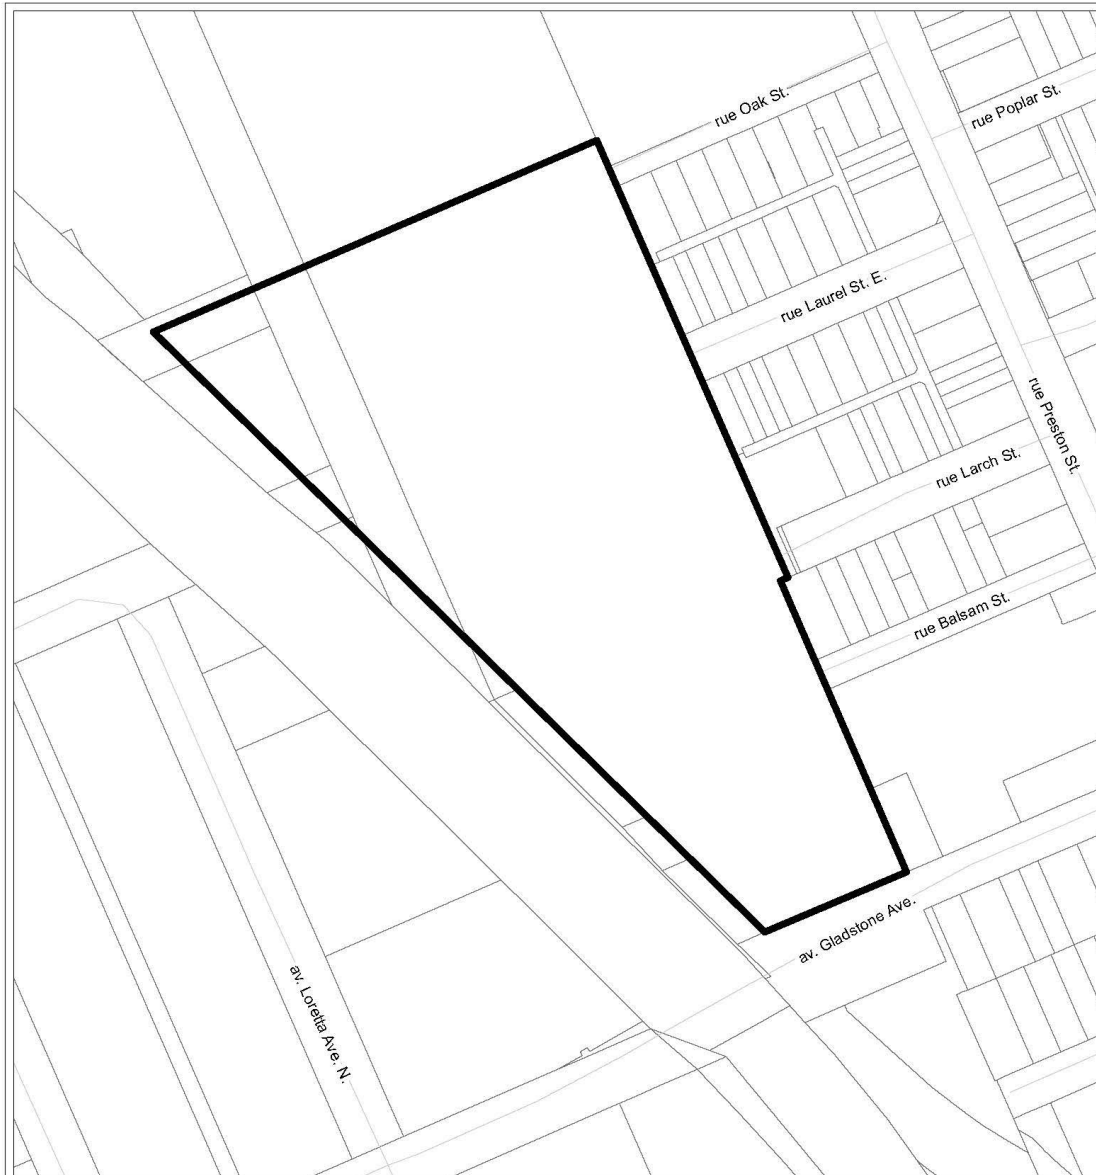 rue Oak St.
rue Poplar St.
rue Laurel St. E.
rue Preston St.
rue Larch St.
rue Balsam St.
av. Gladstone Ave.
av. Loretta Ave. N.